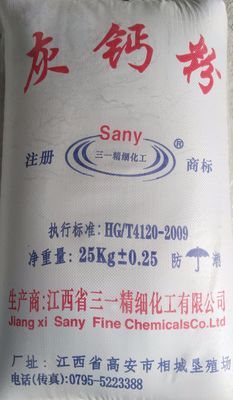 灰钙粉
Sany
注册 三一精细化工 ® 商标
执行标准: HG/T4120-2009
净重量: 25Kg±0.25 防潮
生产商:江西省三一精细化工有限公司
Jiang xi Sany Fine ChemicalsCo.Ltd
厂址: 江西省高安市相城垦殖场
电话(传真):0795-5223388